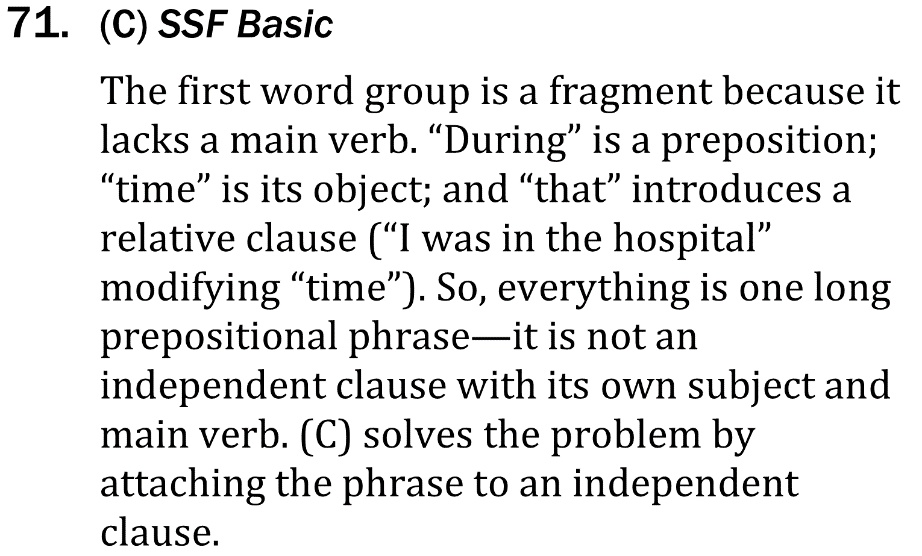 71. (C) SSF Basic
The first word group is a fragment because it
lacks a main verb. “During” is a preposition;
“time” is its object; and “that” introduces a
relative clause (“I was in the hospital”
modifying “time”). So, everything is one long
prepositional phrase—it is not an
independent clause with its own subject and
main verb. (C) solves the problem by
attaching the phrase to an independent
clause.